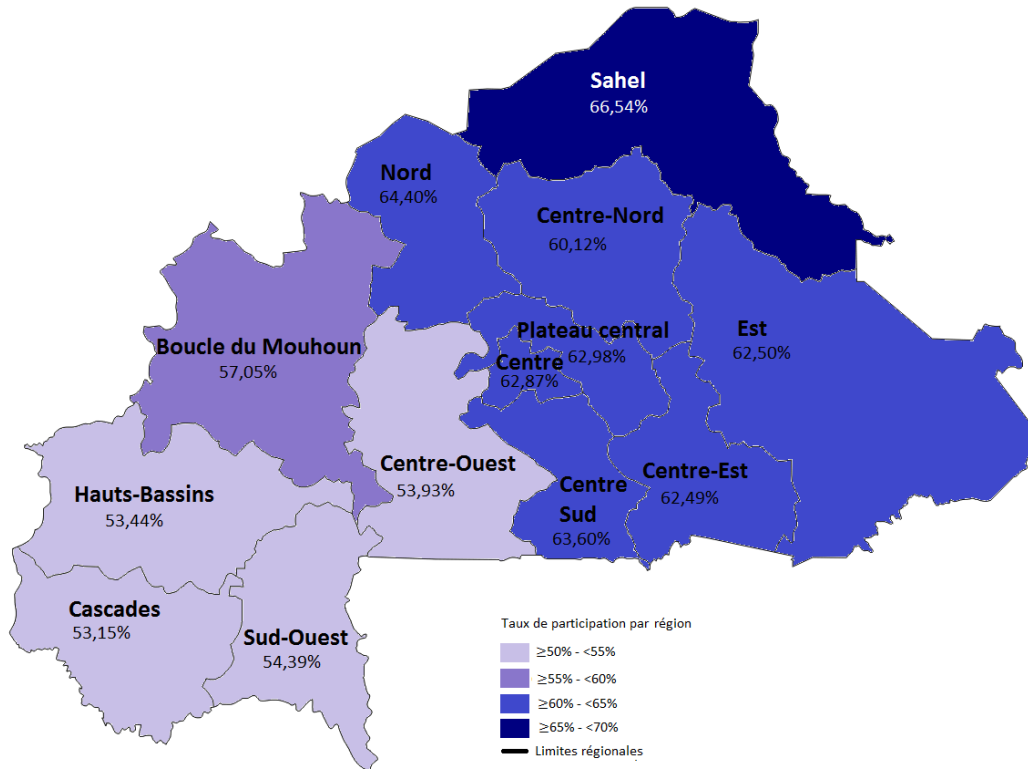 Sahel
66,54%
Nord
64,40%
Centre-Nord
60,12%
Boucle du Mouhoun
57,05%
Plateau central
62,98%
Est
62,50%
Centre
62,87%
Centre-Ouest
53,93%
Centre-Est
62,49%
Hauts-Bassins
53,44%
Centre
Sud
63,60%
Cascades
53,15%
Sud-Ouest
54,39%
Taux de participation par région
≥50% - <55%
≥55% - <60%
≥60% - <65%
≥65% - <70%
Limites régionales